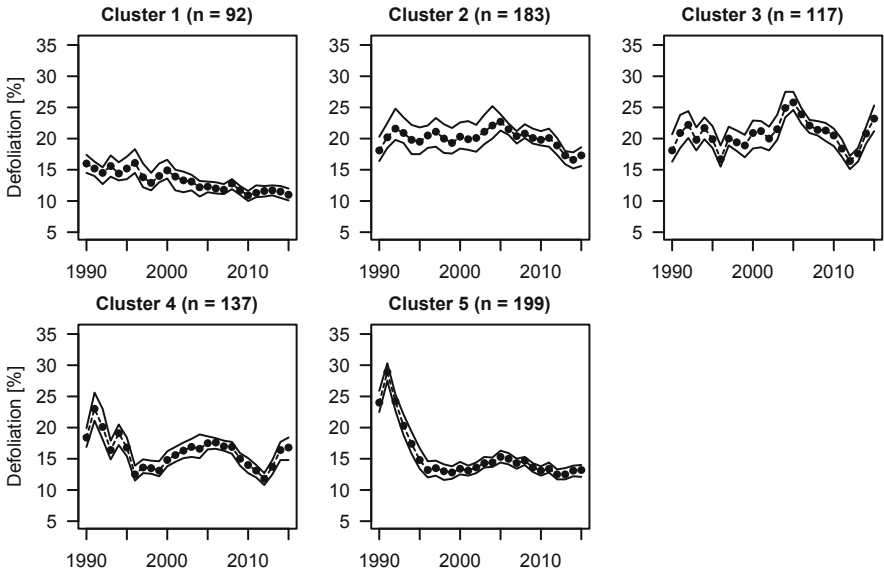 Cluster 1 (n = 92) Cluster 2 (n = 183) Cluster 3 (n = 117)
Defoliation [%]
35 35 35
30 30 30
25 25 25
20 20 20
15 15 15
10 10 10
5 5 5
1990 2000 2010 1990 2000 2010 1990 2000 2010
Cluster 4 (n = 137) Cluster 5 (n = 199)
Defoliation [%]
35 35
30 30
25 25
20 20
15 15
10 10
5 5
1990 2000 2010 1990 2000 2010